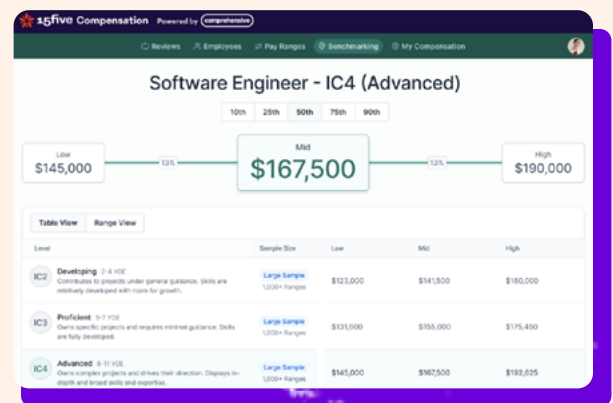 15five Compensation Powered by comprehensive
Reviews Employees Pay Ranges Benchmarking My Compensation
Software Engineer - IC4 (Advanced)
10th 25th 50th 75th 90th
Low
$145,000
13%
Mid
$167,500
13%
High
$190,000
Table View Range View
Level Sample Size Low Mid High
IC2 Developing 2-4 YOE
Contributes to projects under general guidance. Skills are
relatively developed with room for growth.
Large Sample
1,000+ Ranges
$123,000 $141,500 $160,000
IC3 Proficient 5-7 YOE
Owns specific projects and requires minimal guidance. Skills
are fully developed.
Large Sample
1,000+ Ranges
$131,600 $155,000 $175,450
IC4 Advanced 8-11 YOE
Owns complex projects and drives their direction. Displays in-
depth and broad skills and expertise.
Large Sample
1,000+ Ranges
$145,000 $167,500 $192,625